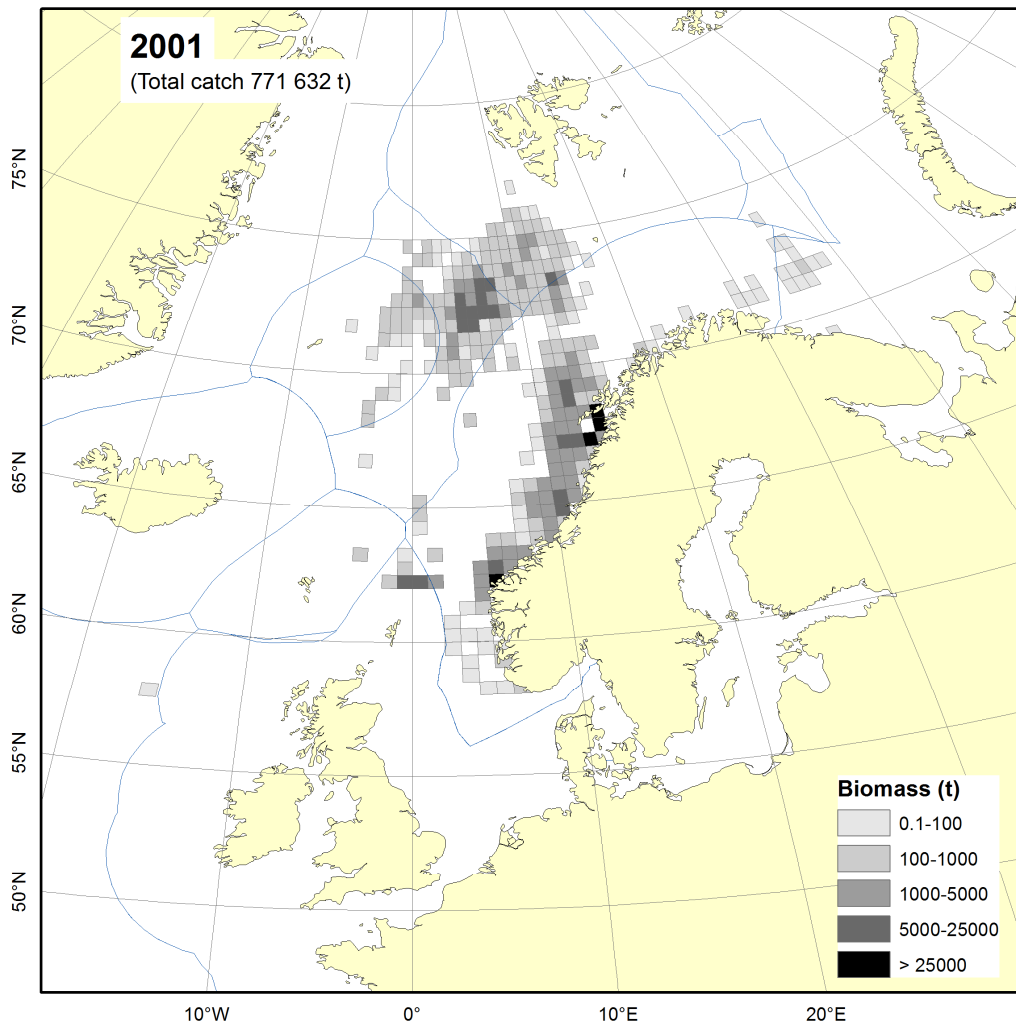 2001
(Total catch 771 632 t)
75°N
70°N
65°N
60°N
55°N
50°N
Biomass (t)
0.1-100
100-1000
1000-5000
5000-25000
> 25000
10°W
0°
10°E
20°E